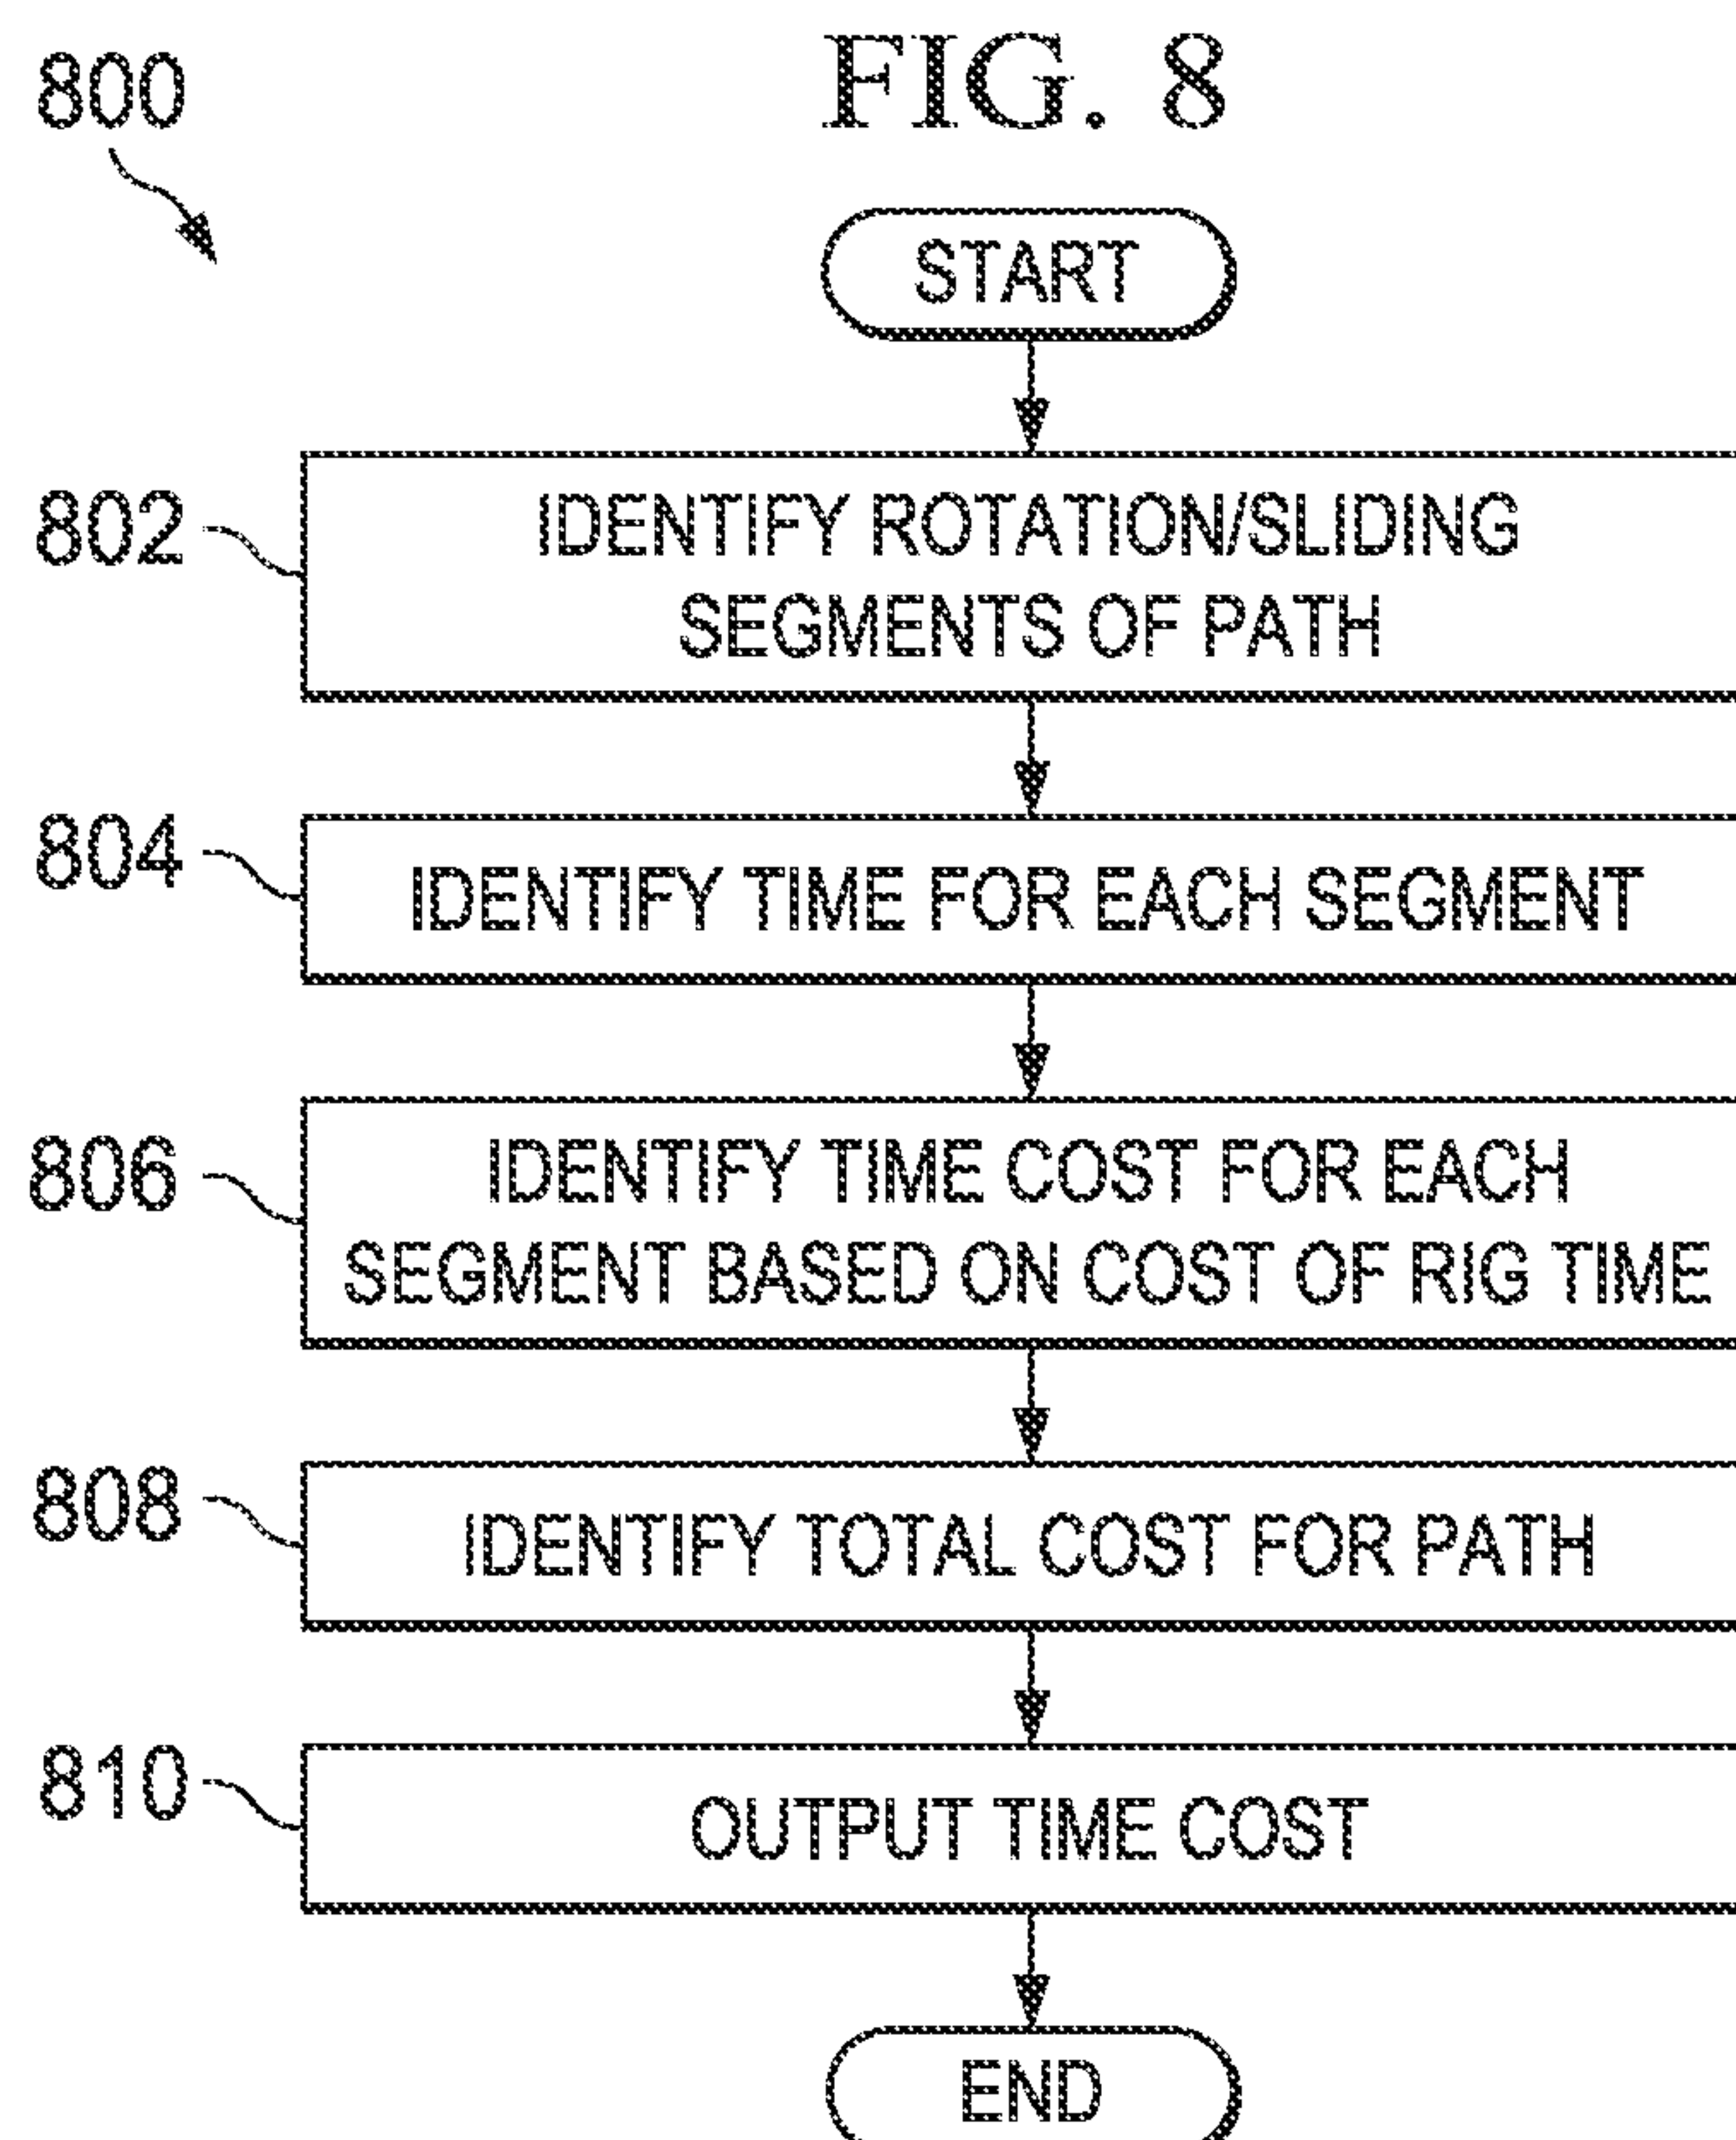 800
FIG. 8
START
802
IDENTIFY ROTATION/SLIDING
SEGMENTS OF PATH
804
IDENTIFY TIME FOR EACH SEGMENT
806
IDENTIFY TIME COST FOR EACH
SEGMENT BASED ON COST OF RIG TIME
808
IDENTIFY TOTAL COST FOR PATH
810
OUTPUT TIME COST
END